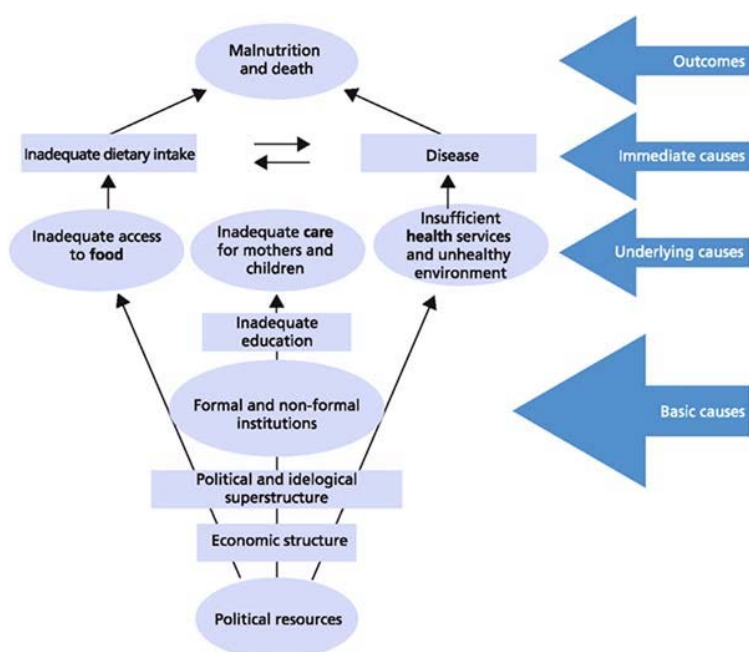 Malnutrition
and death
Outcomes
Inadequate dietary intake
Disease
Immediate causes
Inadequate access
to food
Inadequate care
for mothers and
children
Insufficient
health services
and unhealthy
environment
Underlying causes
Inadequate
education
Formal and non-formal
institutions
Basic causes
Political and idelogical
superstructure
Economic structure
Political resources